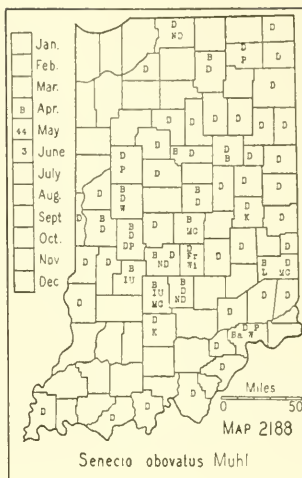 Jan.
Feb.
Mar.
B Apr.
44 May
3 June
July
Aug.
Sept
Oct.
Nov
Dec
D
ND
D
D
P
D
D
B
D
D
D
D
D
D
D
D
D
B D
D
D
B
D
D
D
P
D
D
D
D
B
D
W
B
D
D
K
D
D
B
D
B
D
DP
D
B
MC
D
D
D
B
IU
B
ND D
D
Fr
Wi
D
B
L
D
MC
B
IU
MC
B
D
ND
D
D
D
K
D
D P
Ba W
D
D
D
D
D
D
D
Miles
0 50
MAP 2188
Senecio obovatus Muhl